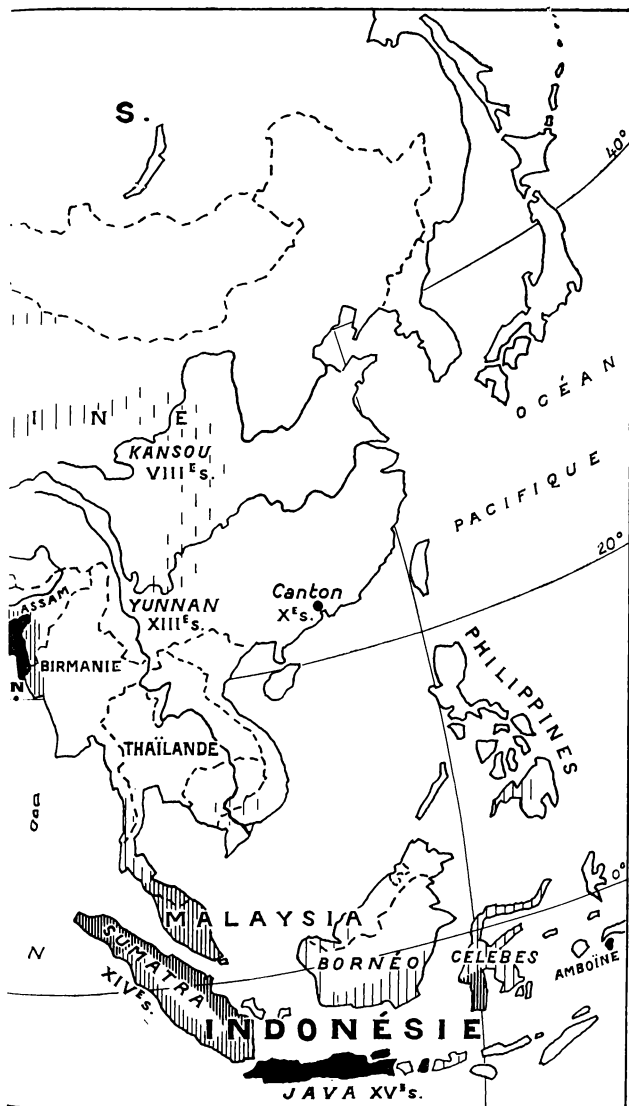 S.
40°
OCÉAN
PACIFIQUE
INE
KANSOU
VIIIᴱs.
20°
Canton
Xᴱs.
ASSAM
YUNNAN
XIIIᴱs.
BIRMANIE
N.
PHILIPPINES
THAÏLANDE
0°
MALAYSIA
N
SUMATRA
XIVᴱs.
BORNÉO
CELEBES
AMBOÏNE
INDONÉSIE
JAVA XVᴱs.